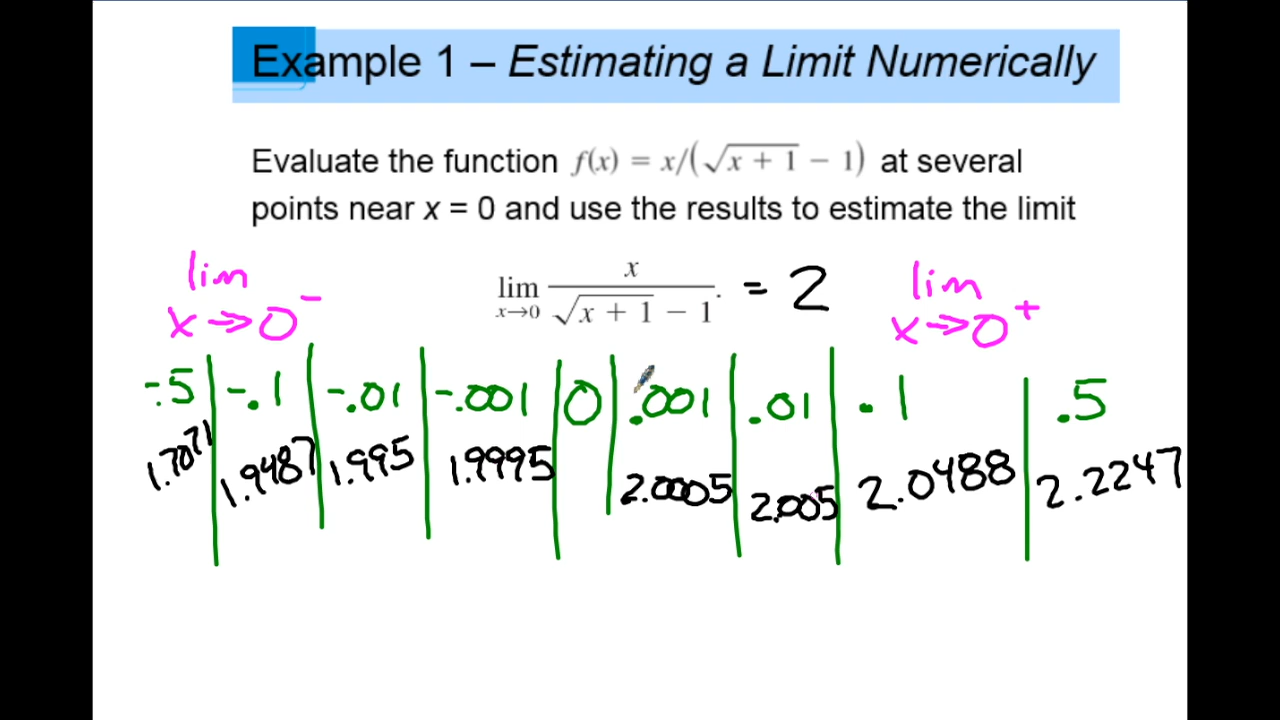 Example 1 – Estimating a Limit Numerically
Evaluate the function f(x) = x/(√x + 1 − 1) at several
points near x = 0 and use the results to estimate the limit
lim x→0⁻
lim x→0 x/(√x + 1 − 1). = 2
lim x→0⁺
-.5 -.1 -.01 -.001 0 .001 .01 .1 .5
1.7071 1.9487 1.995 1.9995 2.0005 2.005 2.0488 2.2247